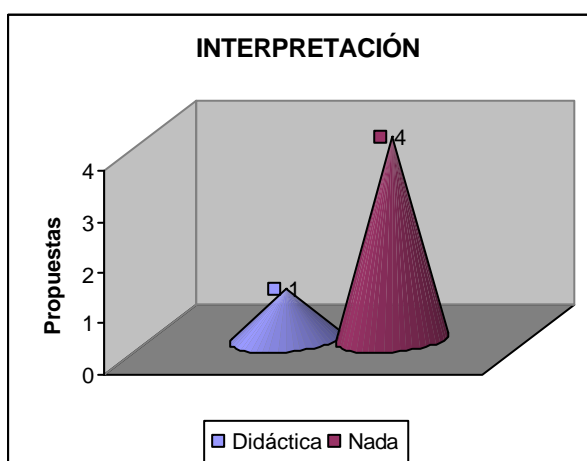 INTERPRETACIÓN
4
4
3
2
1
1
0
Propuestas
Didáctica
Nada